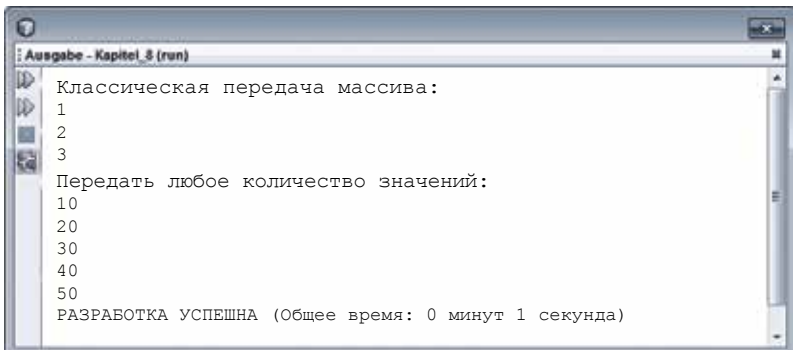 Ausgabe - Kapitel_8 (run)
Классическая передача массива:
1
2
3
Передать любое количество значений:
10
20
30
40
50
РАЗРАБОТКА УСПЕШНА (Общее время: 0 минут 1 секунда)